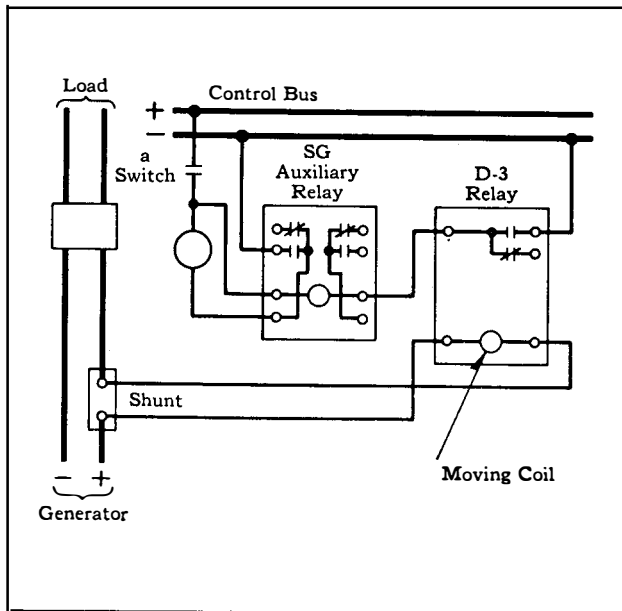 Load
Control Bus
+
−
a
Switch
SG
Auxiliary
Relay
D-3
Relay
Shunt
− +
Generator
Moving Coil